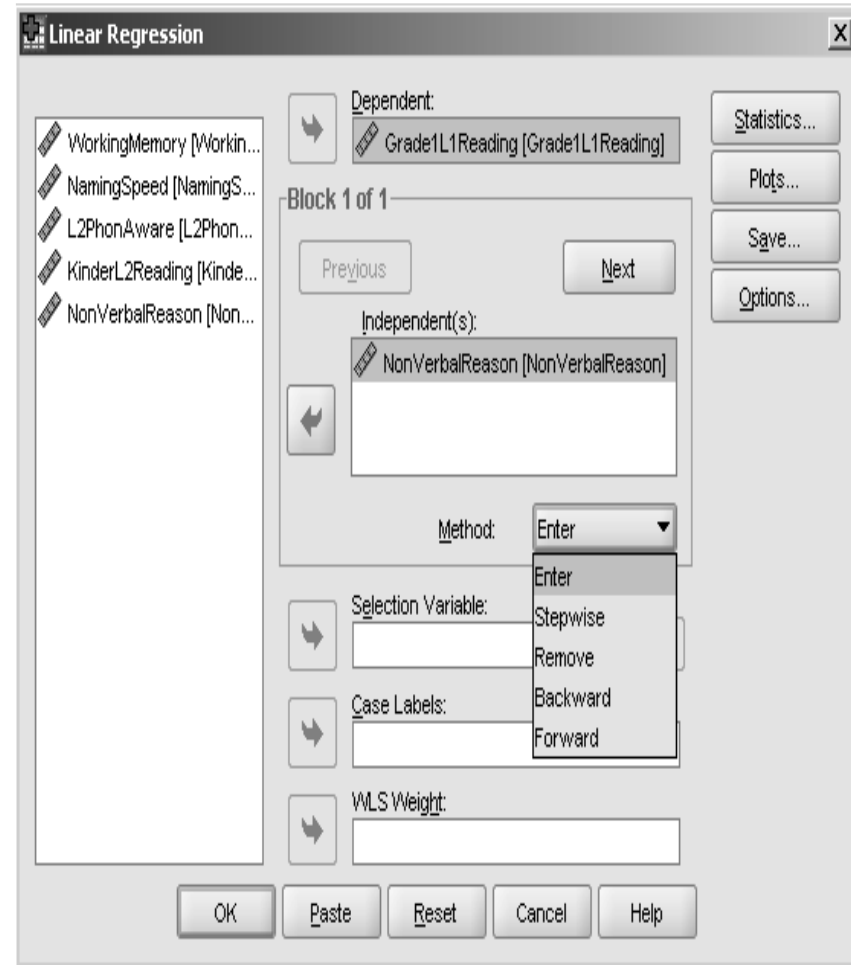 Linear Regression
X
WorkingMemory [Workin...
NamingSpeed [NamingS...
L2PhonAware [L2Phon...
KinderL2Reading [Kinde...
NonVerbalReason [Non...
Dependent:
Grade1L1Reading [Grade1L1Reading]
Block 1 of 1
Previous
Next
Independent(s):
NonVerbalReason [NonVerbalReason]
Method:
Enter
Enter
Stepwise
Remove
Backward
Forward
Selection Variable:
Case Labels:
WLS Weight:
Statistics...
Plots...
Save...
Options...
OK
Paste
Reset
Cancel
Help